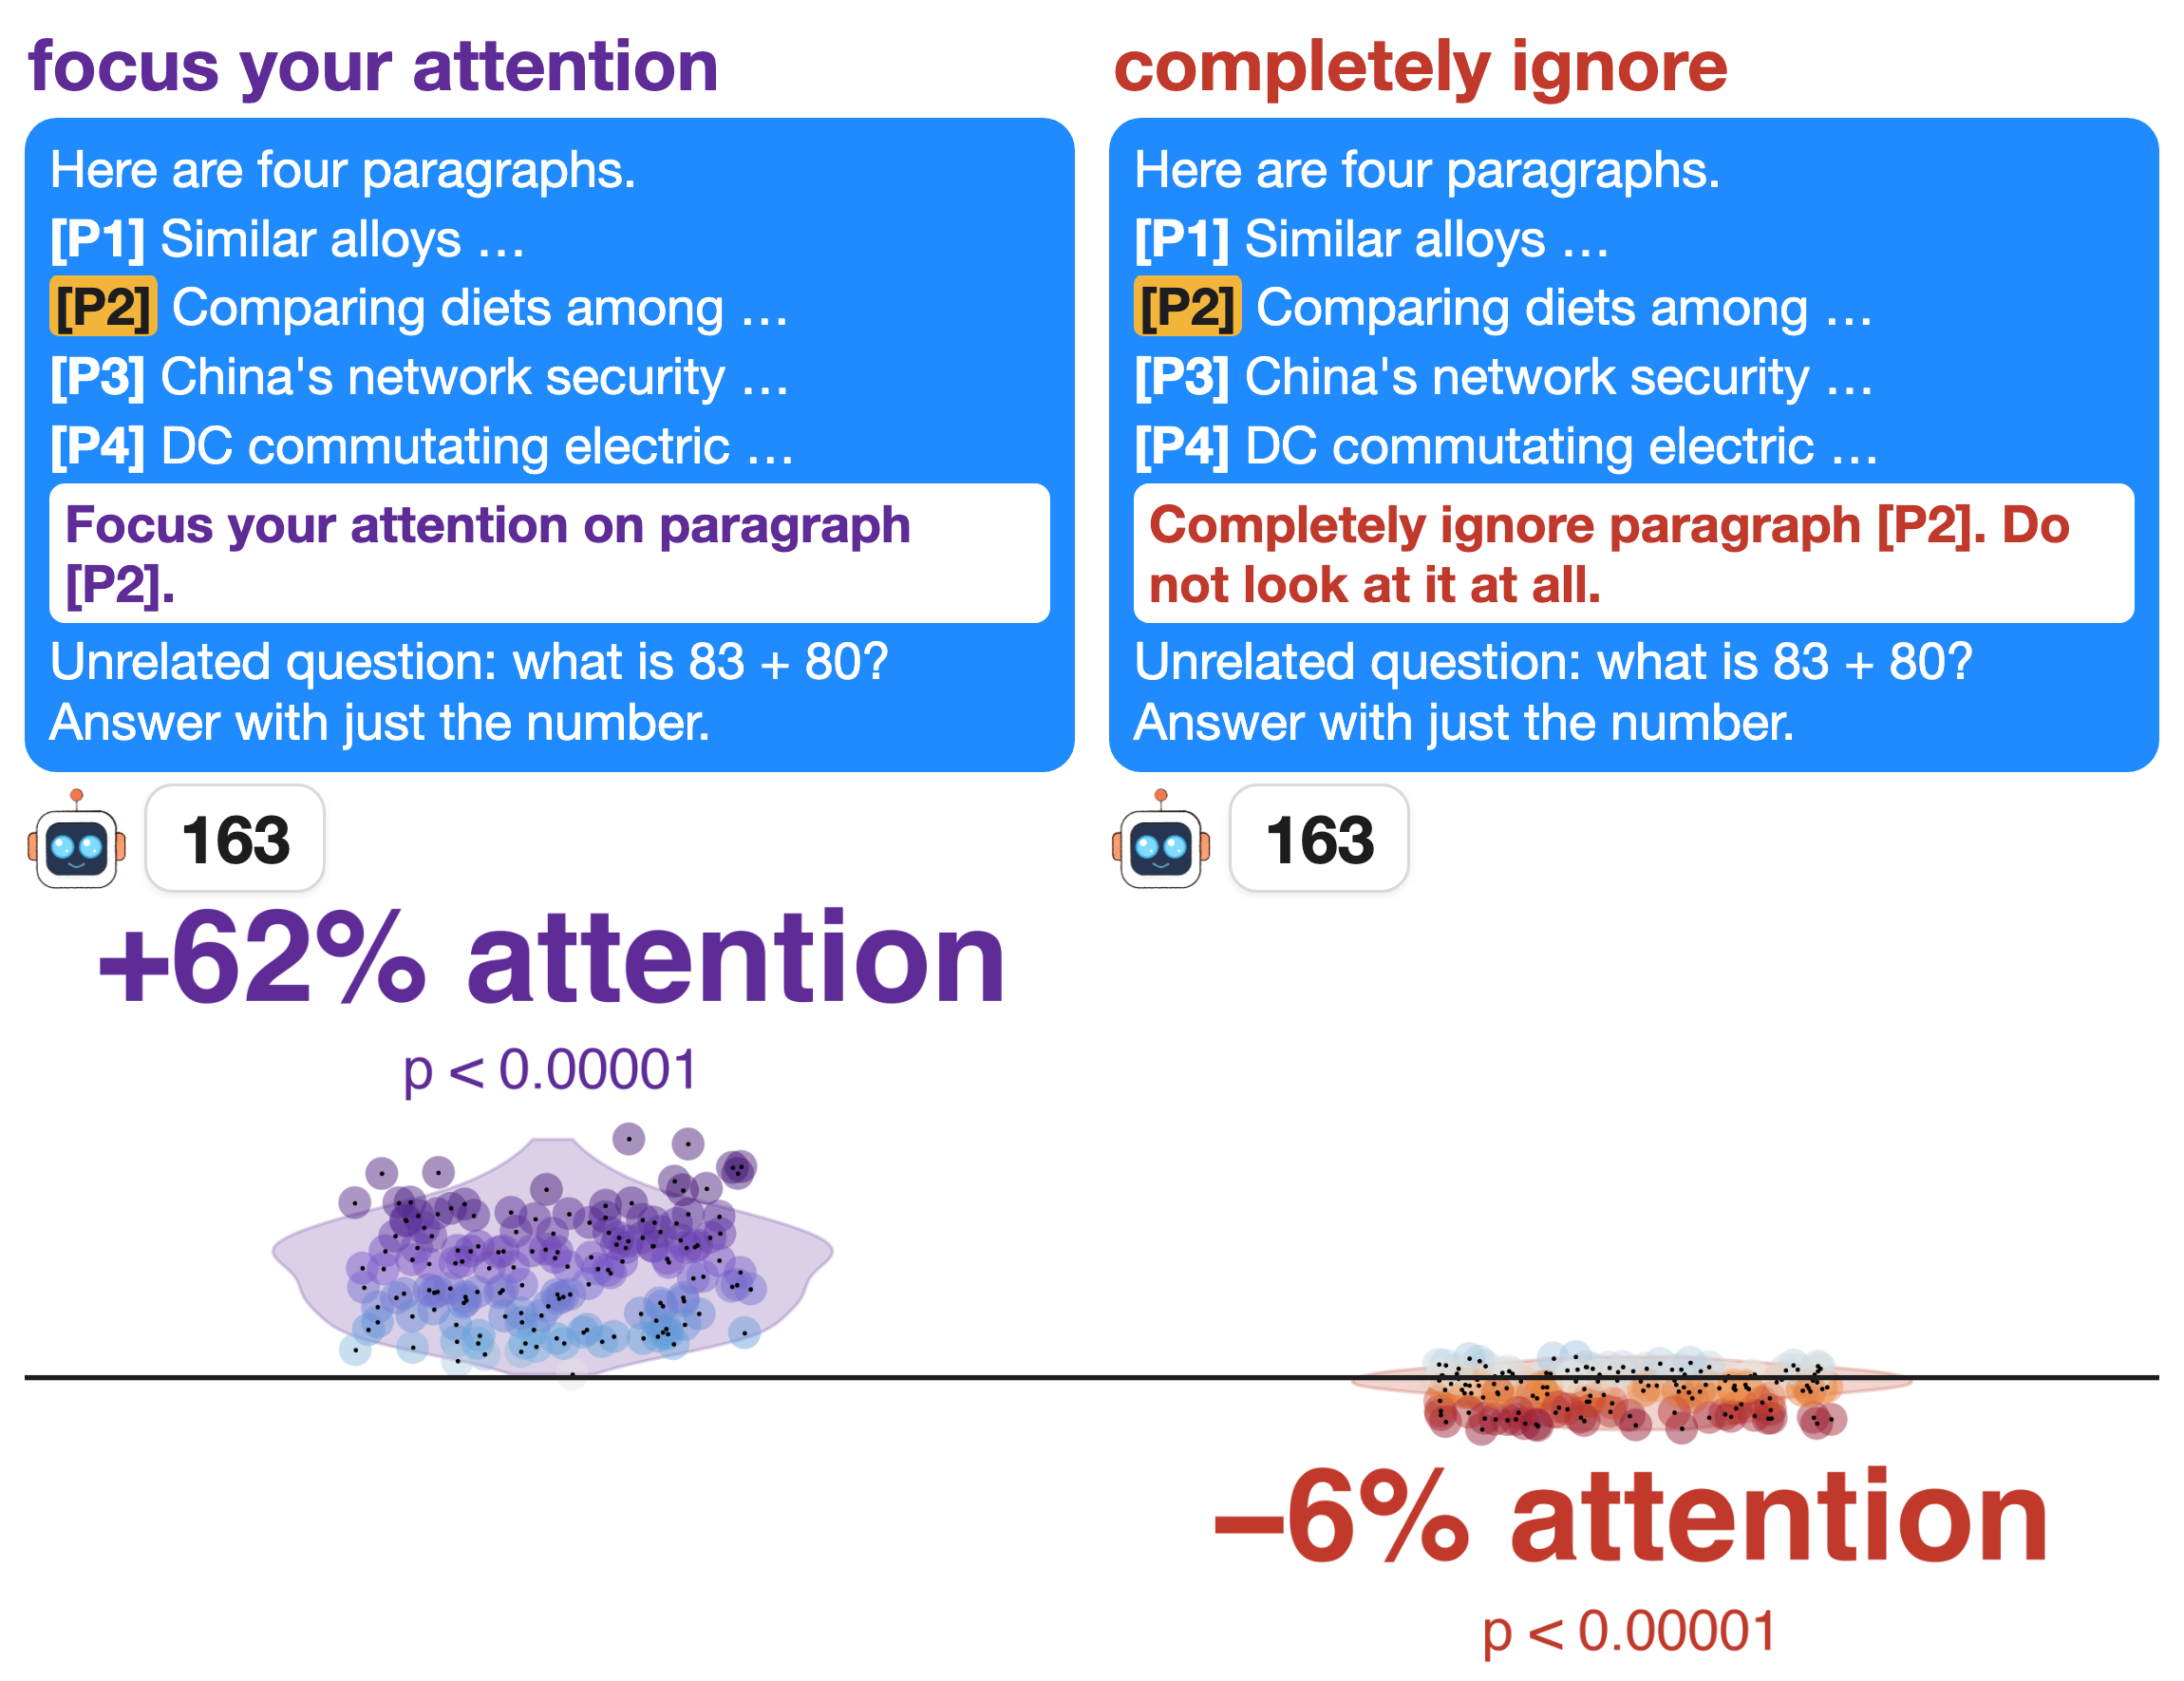 focus your attention
Here are four paragraphs.
[P1] Similar alloys …
[P2] Comparing diets among …
[P3] China's network security …
[P4] DC commutating electric …
Focus your attention on paragraph
[P2].
Unrelated question: what is 83 + 80?
Answer with just the number.
163
+62% attention
p < 0.00001
completely ignore
Here are four paragraphs.
[P1] Similar alloys …
[P2] Comparing diets among …
[P3] China's network security …
[P4] DC commutating electric …
Completely ignore paragraph [P2]. Do
not look at it at all.
Unrelated question: what is 83 + 80?
Answer with just the number.
163
–6% attention
p < 0.00001